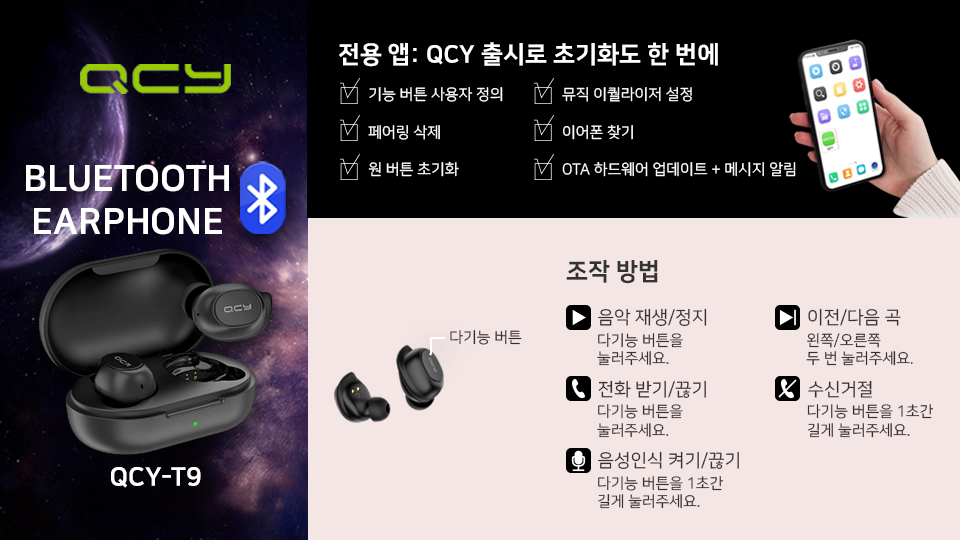 QCY
BLUETOOTH
EARPHONE
QCY
QCY
QCY-T9
전용 앱: QCY 출시로 초기화도 한 번에
기능 버튼 사용자 정의
뮤직 이퀄라이저 설정
페어링 삭제
이어폰 찾기
원 버튼 초기화
OTA 하드웨어 업데이트 + 메시지 알림
다기능 버튼
조작 방법
음악 재생/정지
다기능 버튼을
눌러주세요.
이전/다음 곡
왼쪽/오른쪽
두 번 눌러주세요.
전화 받기/끊기
다기능 버튼을
눌러주세요.
수신거절
다기능 버튼을 1초간
길게 눌러주세요.
음성인식 켜기/끊기
다기능 버튼을 1초간
길게 눌러주세요.